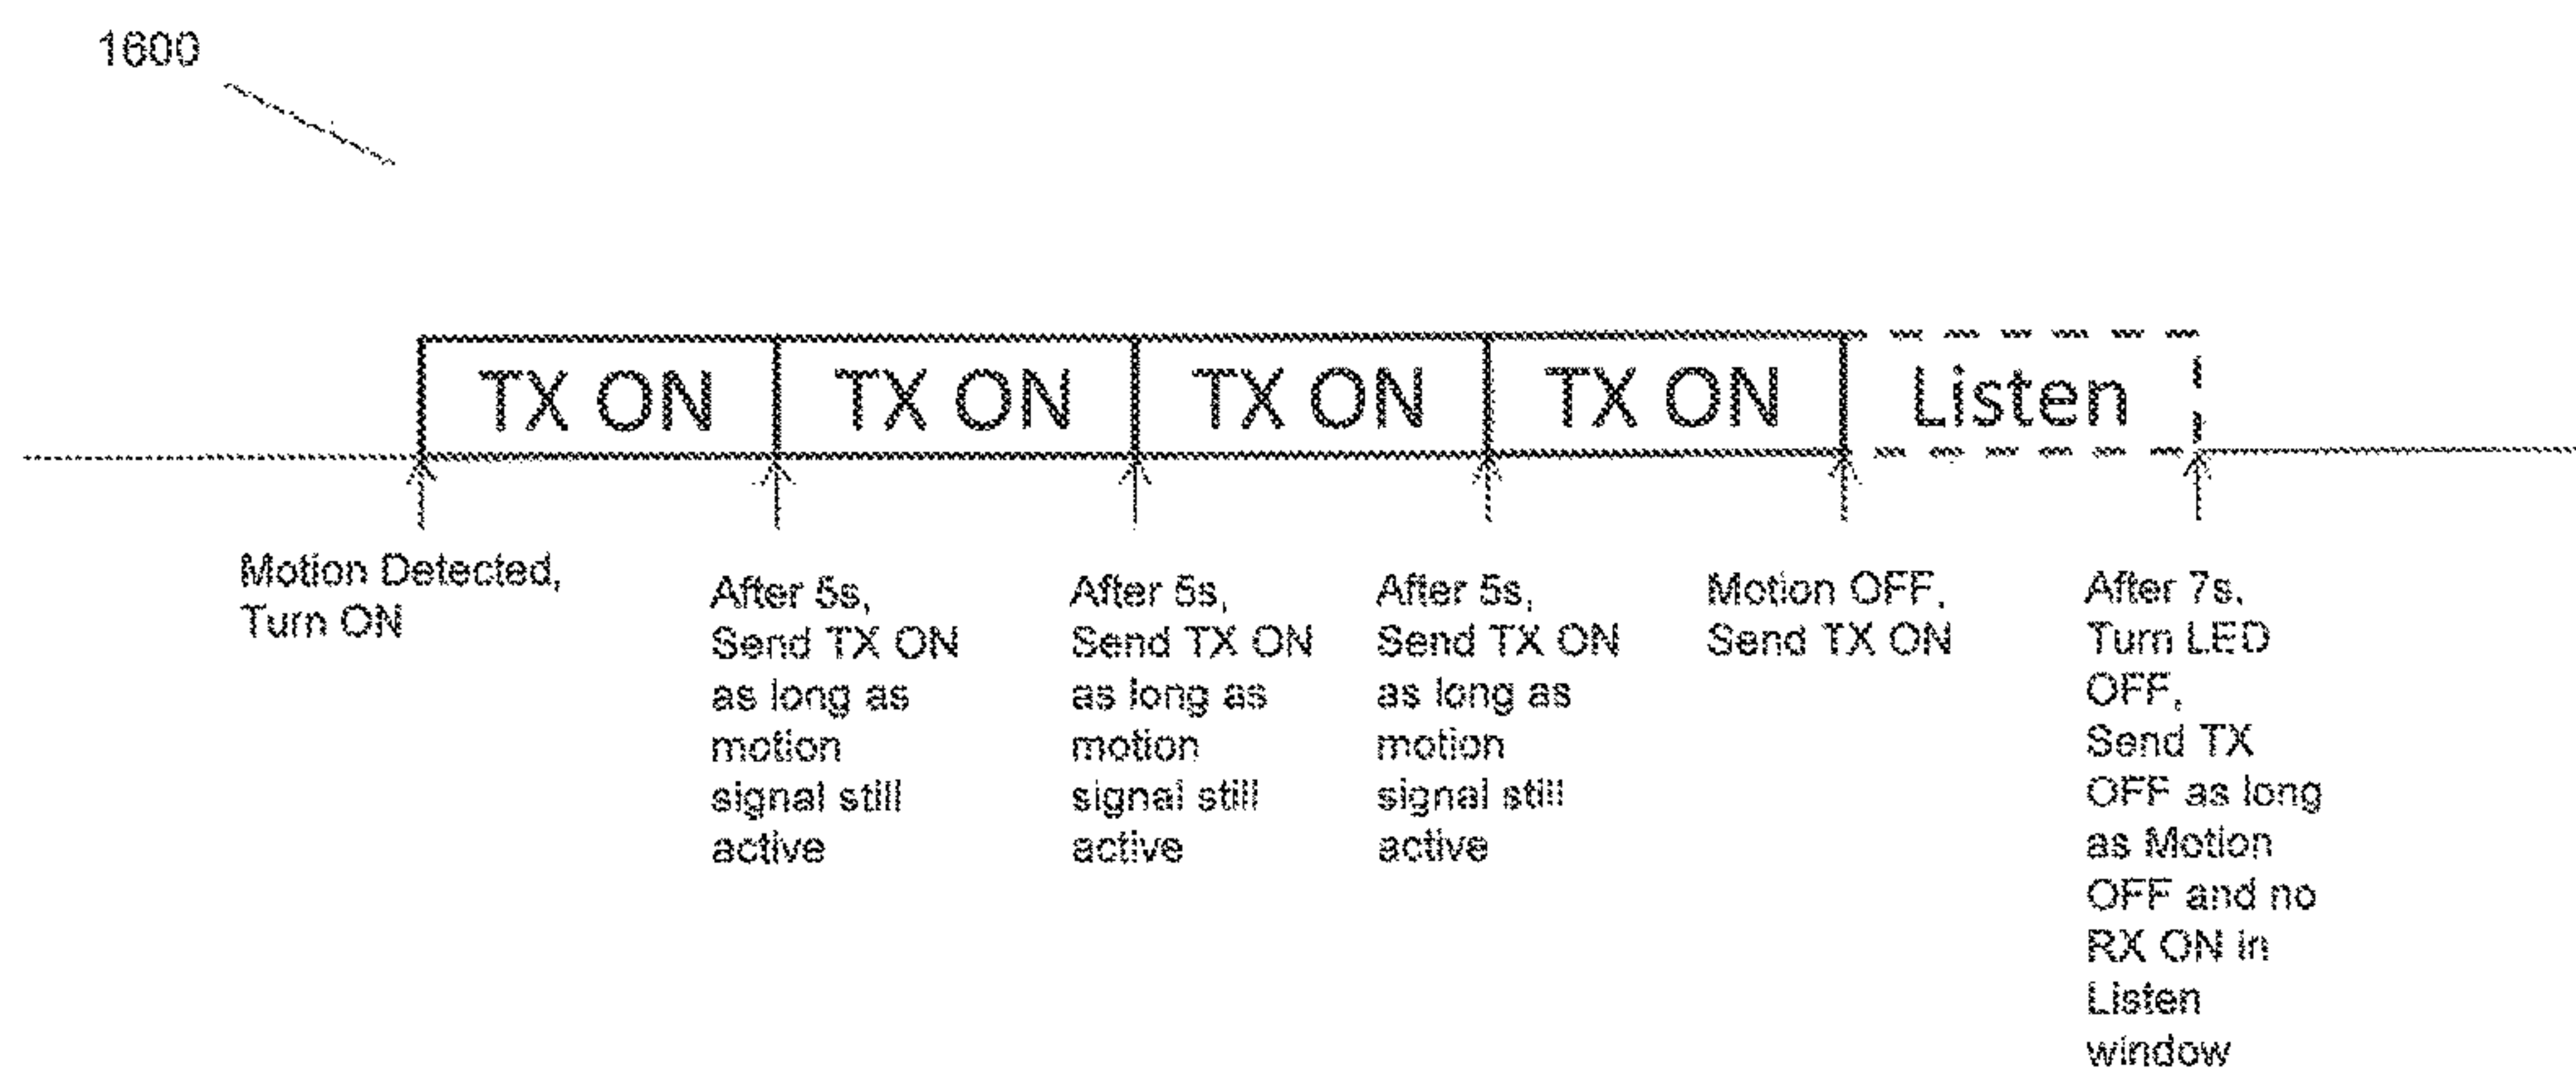 1600
TX ON
TX ON
TX ON
TX ON
Listen
Motion Detected,
Turn ON
After 5s,
Send TX ON
as long as
motion
signal still
active
After 5s,
Send TX ON
as long as
motion
signal still
active
After 5s,
Send TX ON
as long as
motion
signal still
active
Motion OFF,
Send TX ON
After 7s,
Turn LED
OFF,
Send TX
OFF as long
as Motion
OFF and no
RX ON in
Listen
window